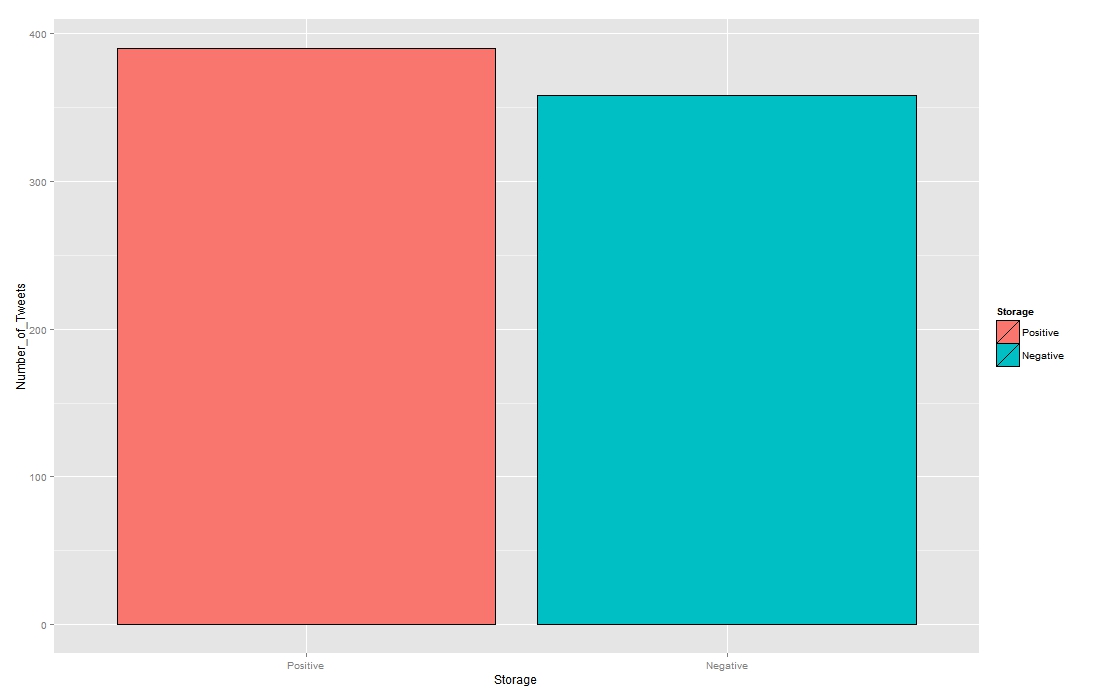 400
300
200
100
0
Number_of_Tweets
Positive
Negative
Storage
Storage
Positive
Negative